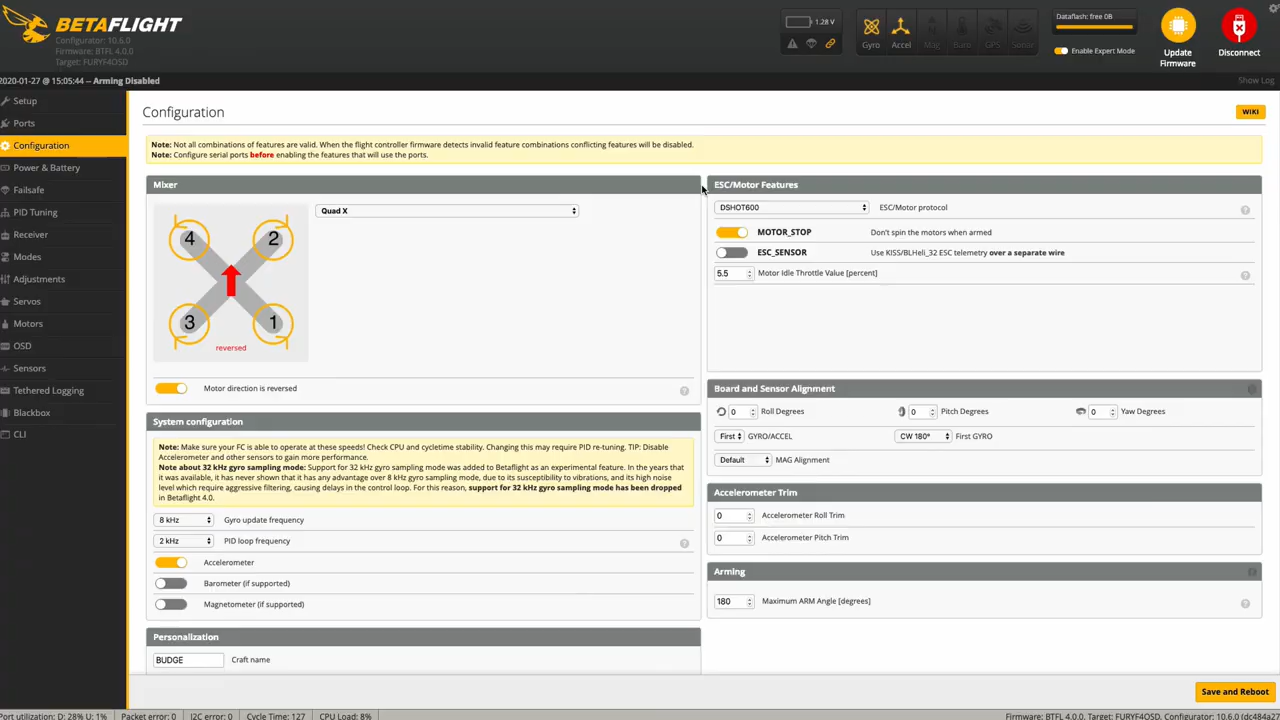 BETAFLIGHT
Configurator: 10.6.0
Firmware: BTFL 4.0.0
Target: FURYF4OSD
1.28 V
Gyro
Accel
Mag
Baro
GPS
Sonar
Dataflash: free 0B
Enable Expert Mode
Update
Firmware
Disconnect
2020-01-27 @ 15:05:44 -- Arming Disabled
Show Log
Setup
Ports
Configuration
Power & Battery
Failsafe
PID Tuning
Receiver
Modes
Adjustments
Servos
Motors
OSD
Sensors
Tethered Logging
Blackbox
CLI
Configuration
WIKI
Note: Not all combinations of features are valid. When the flight controller firmware detects invalid feature combinations conflicting features will be disabled.
Note: Configure serial ports before enabling the features that will use the ports.
Mixer
Quad X
4
2
3
1
reversed
Motor direction is reversed
System configuration
Note: Make sure your FC is able to operate at these speeds! Check CPU and cycletime stability. Changing this may require PID re-tuning. TIP: Disable
Accelerometer and other sensors to gain more performance.
Note about 32 kHz gyro sampling mode: Support for 32 kHz gyro sampling mode was added to Betaflight as an experimental feature. In the years that
it was available, it has never shown that it has any advantage over 8 kHz gyro sampling mode, due to its susceptibility to vibrations, and its high noise
level which require aggressive filtering, causing delays in the control loop. For this reason, support for 32 kHz gyro sampling mode has been dropped
in Betaflight 4.0.
8 kHz Gyro update frequency
2 kHz PID loop frequency
Accelerometer
Barometer (if supported)
Magnetometer (if supported)
Personalization
BUDGE Craft name
ESC/Motor Features
DSHOT600 ESC/Motor protocol
MOTOR_STOP Don't spin the motors when armed
ESC_SENSOR Use KISS/BLHeli_32 ESC telemetry over a separate wire
5.5 Motor Idle Throttle Value [percent]
Board and Sensor Alignment
0 Roll Degrees 0 Pitch Degrees 0 Yaw Degrees
First GYRO/ACCEL CW 180° First GYRO
Default MAG Alignment
Accelerometer Trim
0 Accelerometer Roll Trim
0 Accelerometer Pitch Trim
Arming
180 Maximum ARM Angle [degrees]
Save and Reboot
Port utilization: D: 28% U: 1% Packet error: 0 I2C error: 0 Cycle Time: 127 CPU Load: 8% Firmware: BTFL 4.0.0, Target: FURYF4OSD, Configurator: 10.6.0 (dc484a27